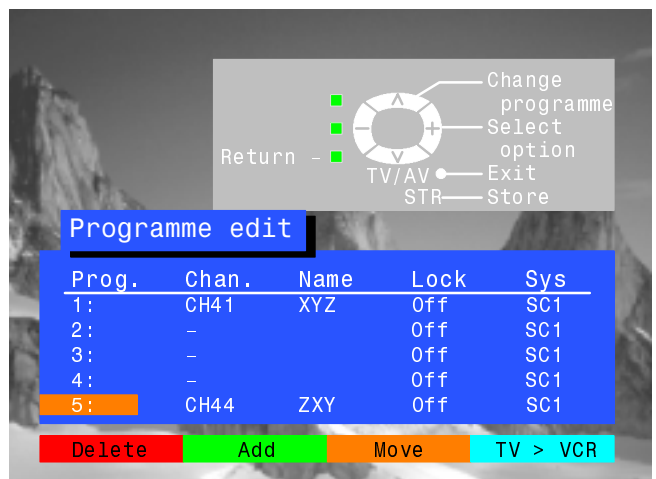 Change
programme
Select
option
Return -
TV/AV
Exit
STR
Store
Programme edit
Prog. Chan. Name Lock Sys
1: CH41 XYZ Off SC1
2: - Off SC1
3: - Off SC1
4: - Off SC1
5: CH44 ZXY Off SC1
Delete Add Move TV > VCR